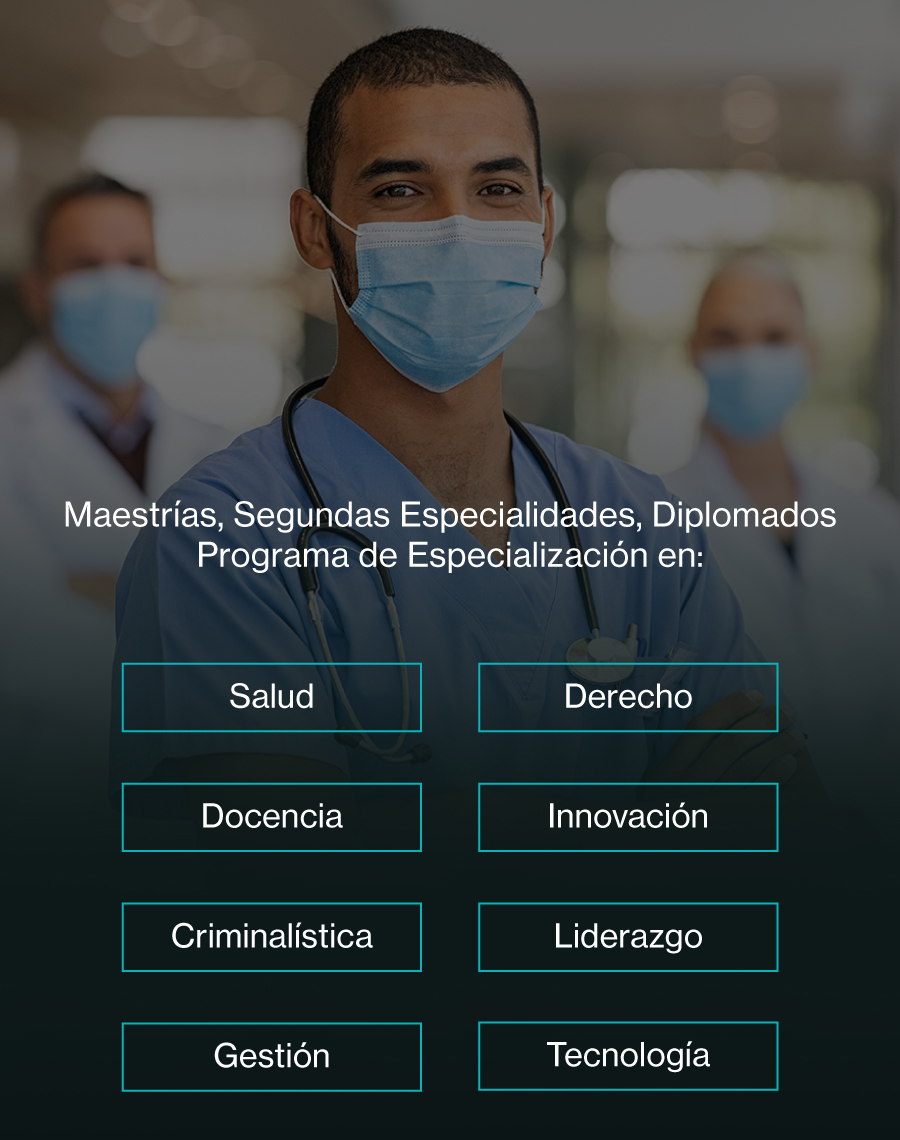 Maestrías, Segundas Especialidades, Diplomados
Programa de Especialización en:
Salud
Derecho
Docencia
Innovación
Criminalística
Liderazgo
Gestión
Tecnología